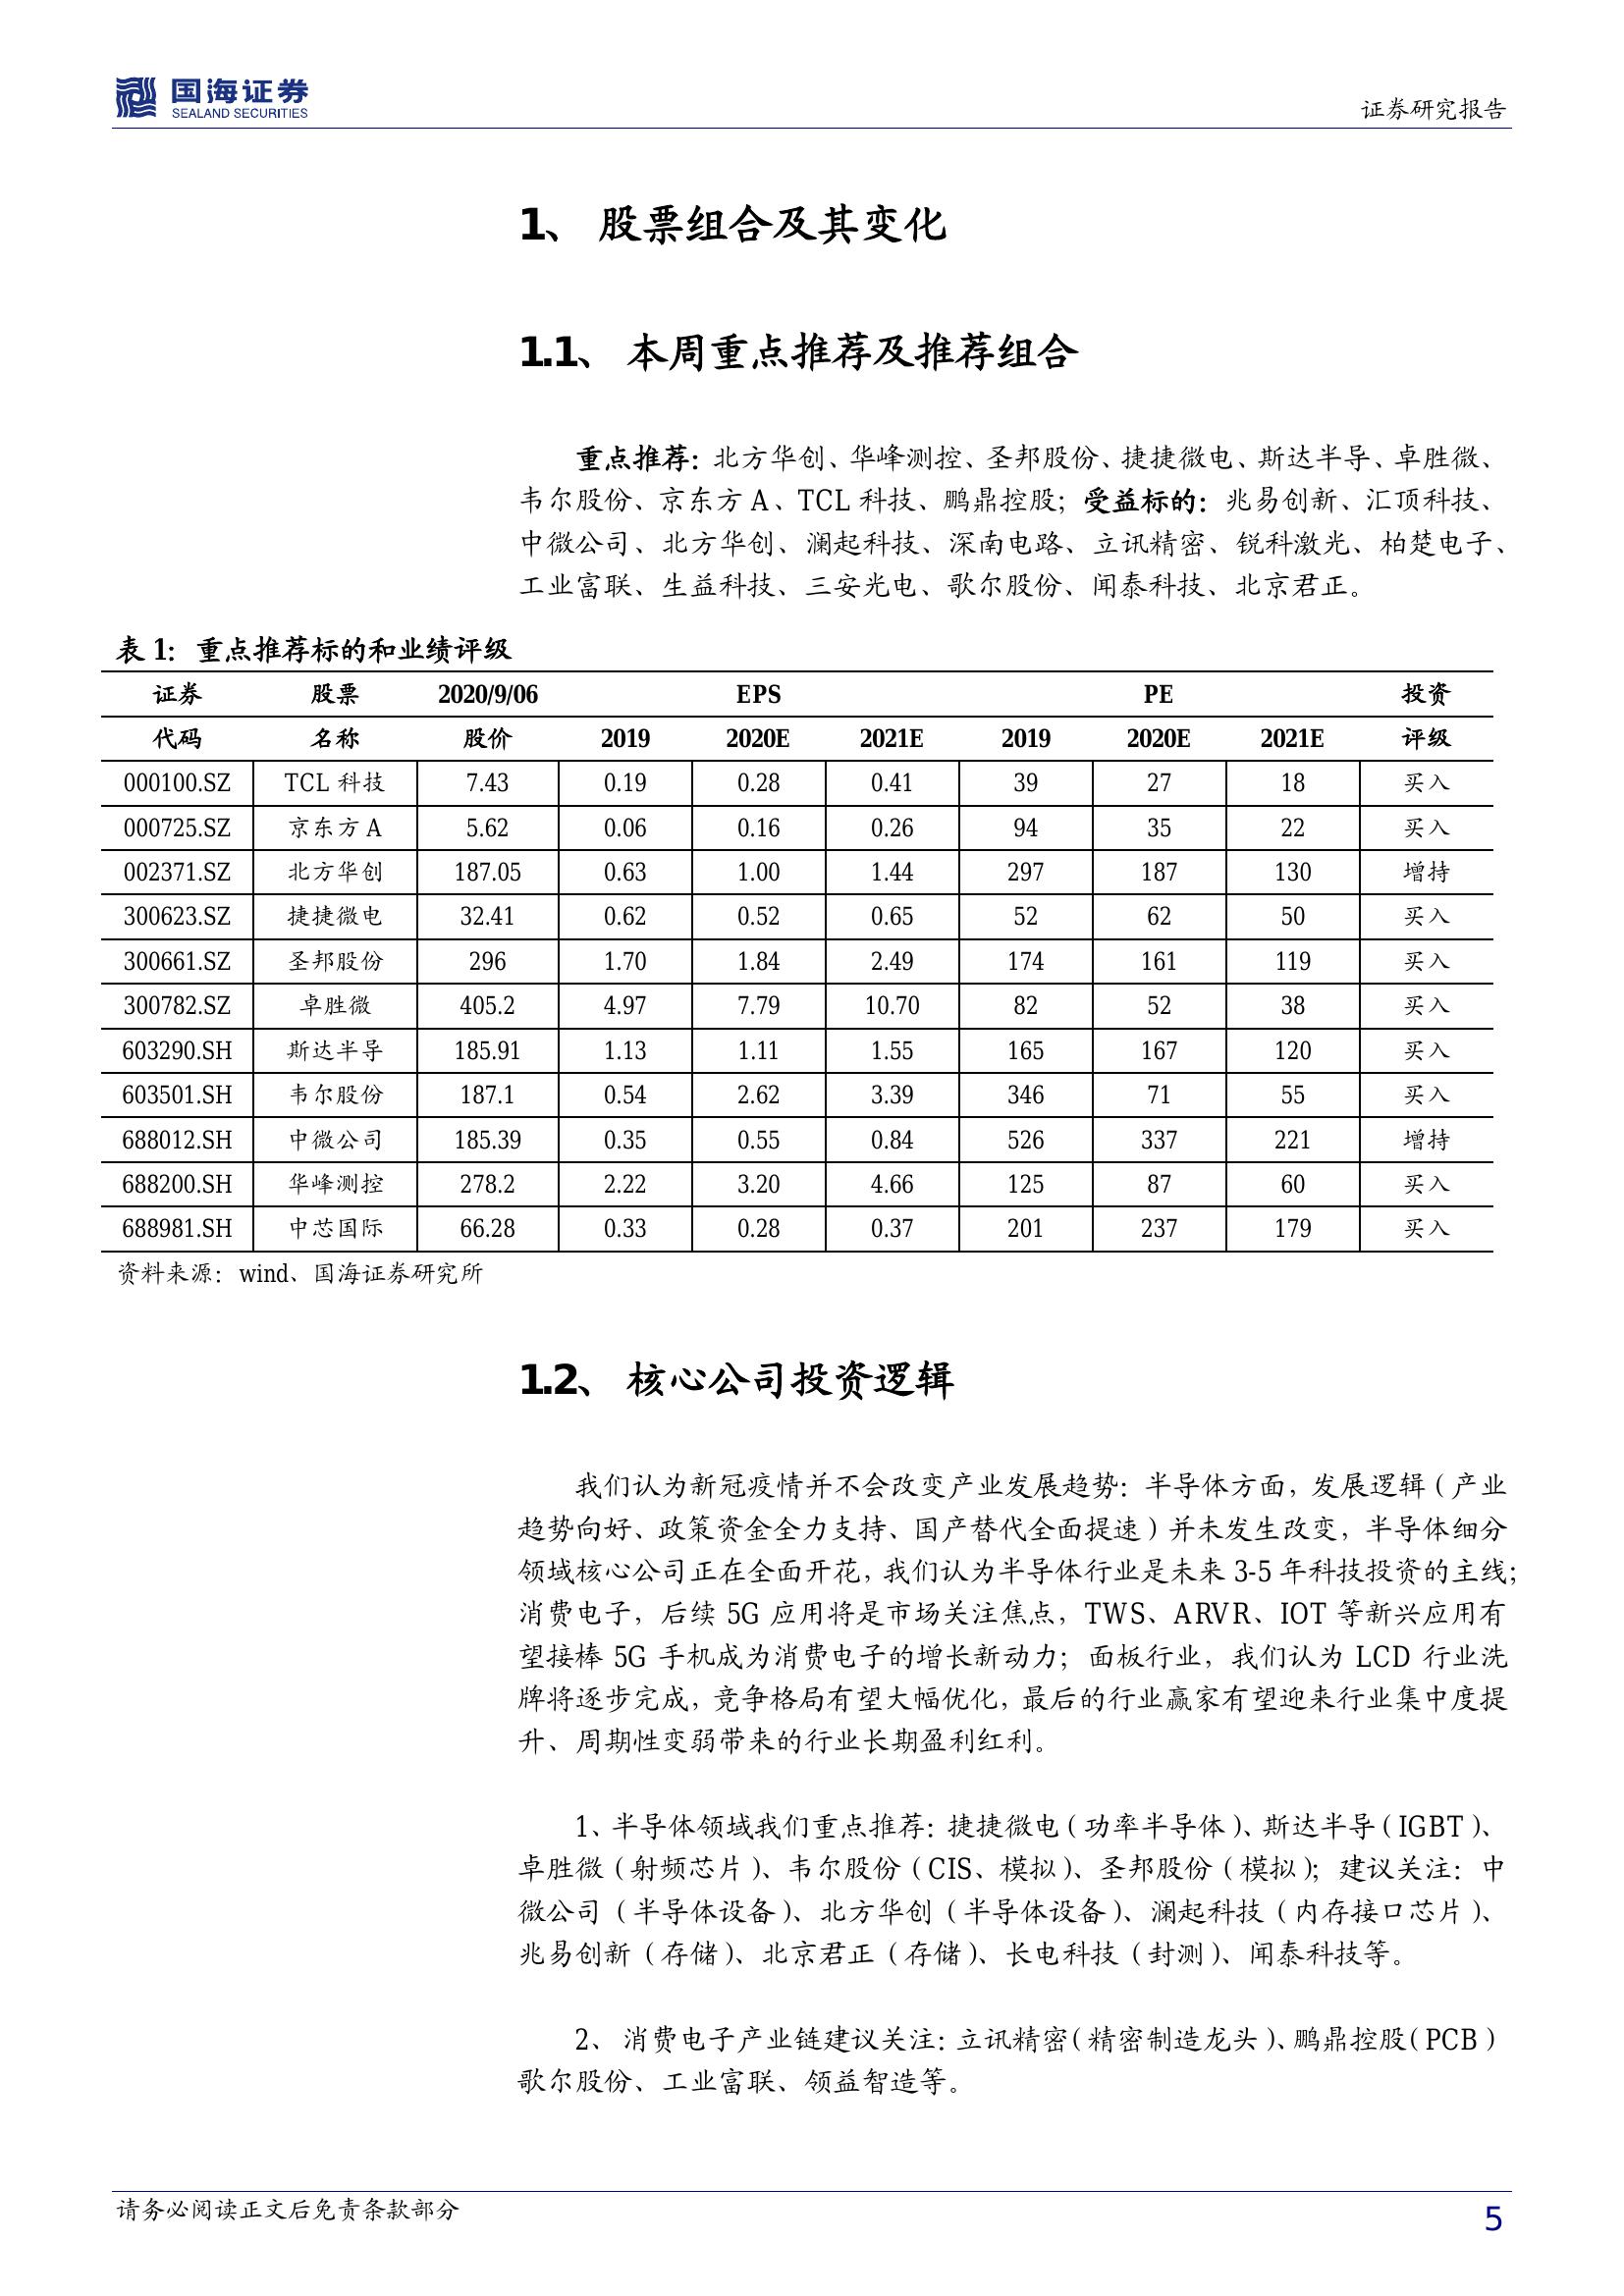 国海证券
SEALAND SECURITIES
证券研究报告
1、 股票组合及其变化
1.1、 本周重点推荐及推荐组合
重点推荐：北方华创、华峰测控、圣邦股份、捷捷微电、斯达半导、卓胜微、
韦尔股份、京东方 A、TCL 科技、鹏鼎控股；受益标的：兆易创新、汇顶科技、
中微公司、北方华创、澜起科技、深南电路、立讯精密、锐科激光、柏楚电子、
工业富联、生益科技、三安光电、歌尔股份、闻泰科技、北京君正。
表 1：重点推荐标的和业绩评级
证券 股票 2020/9/06 EPS PE 投资
代码 名称 股价 2019 2020E 2021E 2019 2020E 2021E 评级
000100.SZ TCL 科技 7.43 0.19 0.28 0.41 39 27 18 买入
000725.SZ 京东方 A 5.62 0.06 0.16 0.26 94 35 22 买入
002371.SZ 北方华创 187.05 0.63 1.00 1.44 297 187 130 增持
300623.SZ 捷捷微电 32.41 0.62 0.52 0.65 52 62 50 买入
300661.SZ 圣邦股份 296 1.70 1.84 2.49 174 161 119 买入
300782.SZ 卓胜微 405.2 4.97 7.79 10.70 82 52 38 买入
603290.SH 斯达半导 185.91 1.13 1.11 1.55 165 167 120 买入
603501.SH 韦尔股份 187.1 0.54 2.62 3.39 346 71 55 买入
688012.SH 中微公司 185.39 0.35 0.55 0.84 526 337 221 增持
688200.SH 华峰测控 278.2 2.22 3.20 4.66 125 87 60 买入
688981.SH 中芯国际 66.28 0.33 0.28 0.37 201 237 179 买入
资料来源：wind、国海证券研究所
1.2、 核心公司投资逻辑
我们认为新冠疫情并不会改变产业发展趋势：半导体方面，发展逻辑（产业
趋势向好、政策资金全力支持、国产替代全面提速）并未发生改变，半导体细分
领域核心公司正在全面开花，我们认为半导体行业是未来 3-5 年科技投资的主线；
消费电子，后续 5G 应用将是市场关注焦点，TWS、ARVR、IOT 等新兴应用有
望接棒 5G 手机成为消费电子的增长新动力；面板行业，我们认为 LCD 行业洗
牌将逐步完成，竞争格局有望大幅优化，最后的行业赢家有望迎来行业集中度提
升、周期性变弱带来的行业长期盈利红利。
1、半导体领域我们重点推荐：捷捷微电（功率半导体）、斯达半导（IGBT）、
卓胜微（射频芯片）、韦尔股份（CIS、模拟）、圣邦股份（模拟）；建议关注：中
微公司（半导体设备）、北方华创（半导体设备）、澜起科技（内存接口芯片）、
兆易创新（存储）、北京君正（存储）、长电科技（封测）、闻泰科技等。
2、 消费电子产业链建议关注：立讯精密（精密制造龙头）、鹏鼎控股（PCB）
歌尔股份、工业富联、领益智造等。
请务必阅读正文后免责条款部分
5